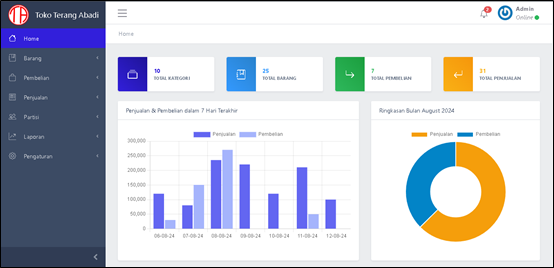 Toko Terang Abadi
Admin
Online
Home
Home
Barang
Pembelian
Penjualan
Partisi
Laporan
Pengaturan
10
TOTAL KATEGORI
25
TOTAL BARANG
7
TOTAL PEMBELIAN
31
TOTAL PENJUALAN
Penjualan & Pembelian dalam 7 Hari Terakhir
Penjualan Pembelian
300,000
250,000
200,000
150,000
100,000
50,000
0
06-08-24 07-08-24 08-08-24 09-08-24 10-08-24 11-08-24 12-08-24
Ringkasan Bulan August 2024
Penjualan Pembelian